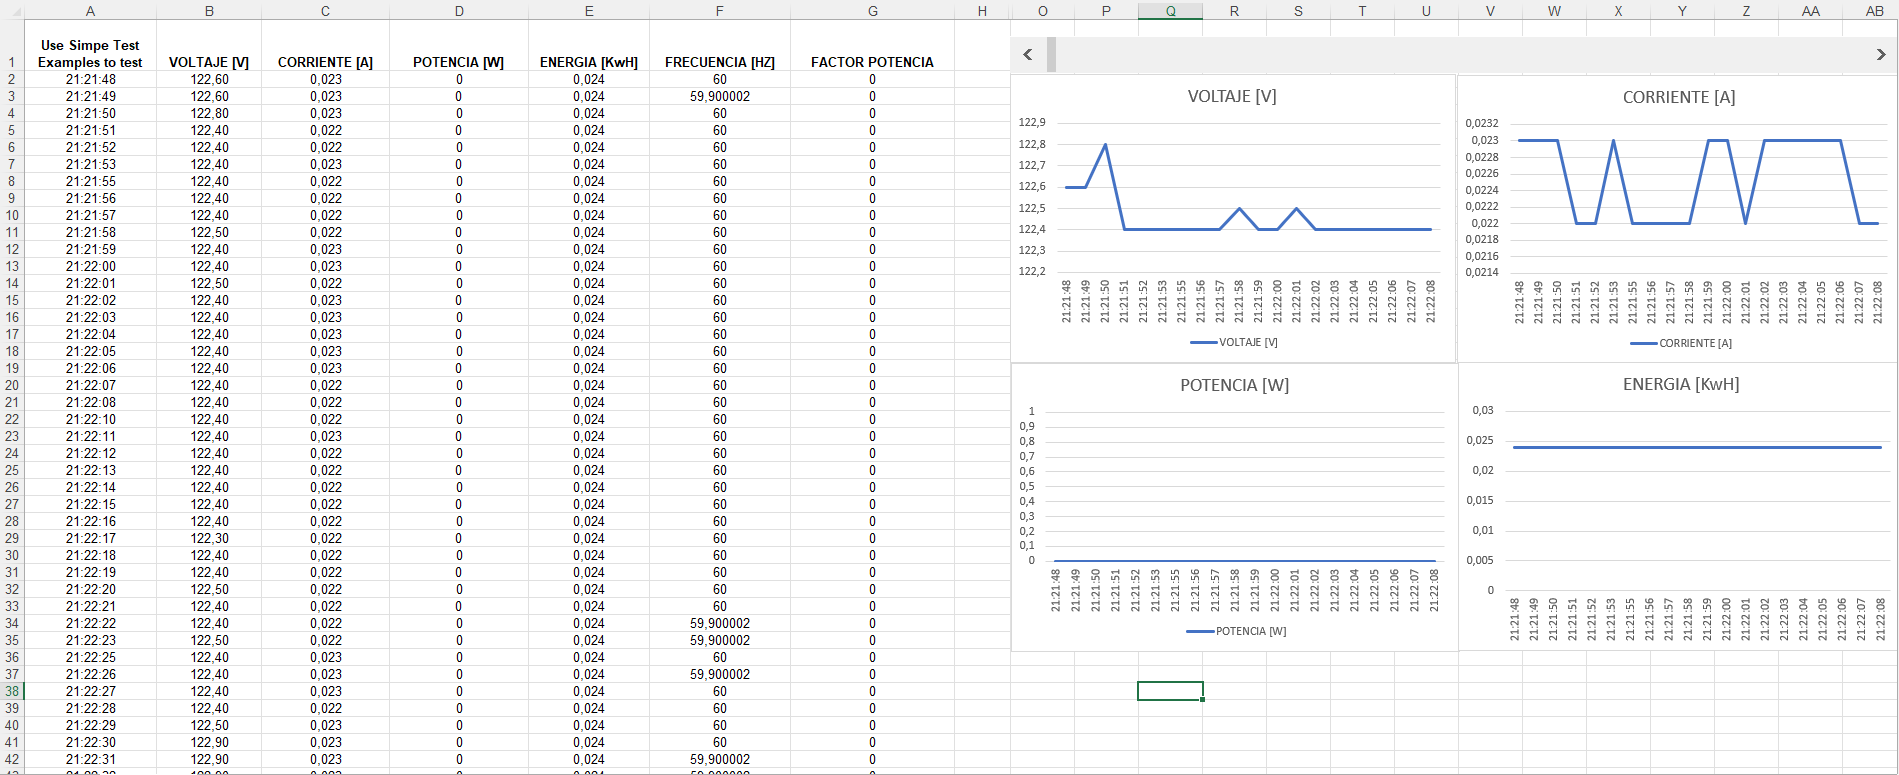 A B C D E F G H O P Q R S T U V W X Y Z AA AB
Use Simpe Test
1 Examples to test VOLTAJE [V] CORRIENTE [A] POTENCIA [W] ENERGIA [KwH] FRECUENCIA [HZ] FACTOR POTENCIA
2 21:21:48 122,60 0,023 0 0,024 60 0
3 21:21:49 122,60 0,023 0 0,024 59,900002 0
4 21:21:50 122,80 0,023 0 0,024 60 0
5 21:21:51 122,40 0,022 0 0,024 60 0
6 21:21:52 122,40 0,022 0 0,024 60 0
7 21:21:53 122,40 0,023 0 0,024 60 0
8 21:21:55 122,40 0,022 0 0,024 60 0
9 21:21:56 122,40 0,022 0 0,024 60 0
10 21:21:57 122,40 0,022 0 0,024 60 0
11 21:21:58 122,50 0,022 0 0,024 60 0
12 21:21:59 122,40 0,023 0 0,024 60 0
13 21:22:00 122,40 0,023 0 0,024 60 0
14 21:22:01 122,50 0,022 0 0,024 60 0
15 21:22:02 122,40 0,023 0 0,024 60 0
16 21:22:03 122,40 0,023 0 0,024 60 0
17 21:22:04 122,40 0,023 0 0,024 60 0
18 21:22:05 122,40 0,023 0 0,024 60 0
19 21:22:06 122,40 0,023 0 0,024 60 0
20 21:22:07 122,40 0,022 0 0,024 60 0
21 21:22:08 122,40 0,022 0 0,024 60 0
22 21:22:10 122,40 0,022 0 0,024 60 0
23 21:22:11 122,40 0,023 0 0,024 60 0
24 21:22:12 122,40 0,022 0 0,024 60 0
25 21:22:13 122,40 0,022 0 0,024 60 0
26 21:22:14 122,40 0,022 0 0,024 60 0
27 21:22:15 122,40 0,022 0 0,024 60 0
28 21:22:16 122,40 0,022 0 0,024 60 0
29 21:22:17 122,30 0,022 0 0,024 60 0
30 21:22:18 122,40 0,022 0 0,024 60 0
31 21:22:19 122,40 0,022 0 0,024 60 0
32 21:22:20 122,50 0,022 0 0,024 60 0
33 21:22:21 122,40 0,022 0 0,024 60 0
34 21:22:22 122,40 0,022 0 0,024 59,900002 0
35 21:22:23 122,50 0,022 0 0,024 59,900002 0
36 21:22:25 122,40 0,023 0 0,024 60 0
37 21:22:26 122,40 0,023 0 0,024 59,900002 0
38 21:22:27 122,40 0,023 0 0,024 60 0
39 21:22:28 122,40 0,022 0 0,024 60 0
40 21:22:29 122,50 0,023 0 0,024 60 0
41 21:22:30 122,90 0,023 0 0,024 60 0
42 21:22:31 122,90 0,023 0 0,024 59,900002 0
VOLTAJE [V]
122,9
122,8
122,7
122,6
122,5
122,4
122,3
122,2
21:21:48 21:21:49 21:21:50 21:21:51 21:21:52 21:21:53 21:21:55 21:21:56 21:21:57 21:21:58 21:21:59 21:22:00 21:22:01 21:22:02 21:22:03 21:22:04 21:22:05 21:22:06 21:22:07 21:22:08
VOLTAJE [V]
CORRIENTE [A]
0,0232
0,023
0,0228
0,0226
0,0224
0,0222
0,022
0,0218
0,0216
0,0214
21:21:48 21:21:49 21:21:50 21:21:51 21:21:52 21:21:53 21:21:55 21:21:56 21:21:57 21:21:58 21:21:59 21:22:00 21:22:01 21:22:02 21:22:03 21:22:04 21:22:05 21:22:06 21:22:07 21:22:08
CORRIENTE [A]
POTENCIA [W]
1
0,9
0,8
0,7
0,6
0,5
0,4
0,3
0,2
0,1
0
21:21:48 21:21:49 21:21:50 21:21:51 21:21:52 21:21:53 21:21:55 21:21:56 21:21:57 21:21:58 21:21:59 21:22:00 21:22:01 21:22:02 21:22:03 21:22:04 21:22:05 21:22:06 21:22:07 21:22:08
POTENCIA [W]
ENERGIA [KwH]
0,03
0,025
0,02
0,015
0,01
0,005
0
21:21:48 21:21:49 21:21:50 21:21:51 21:21:52 21:21:53 21:21:55 21:21:56 21:21:57 21:21:58 21:21:59 21:22:00 21:22:01 21:22:02 21:22:03 21:22:04 21:22:05 21:22:06 21:22:07 21:22:08